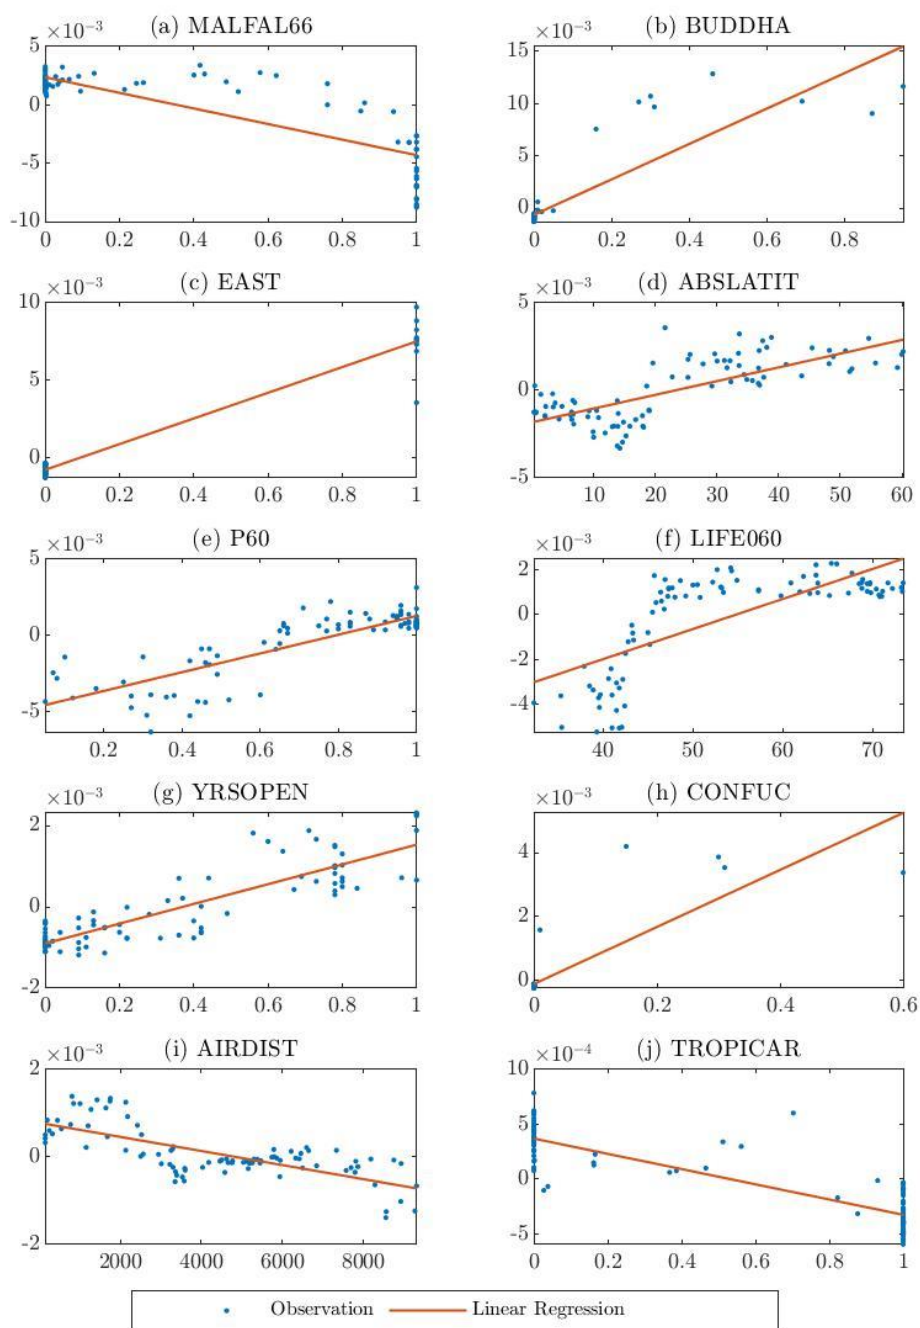 (a) MALFAL66
×10⁻³
5
0
-5
-10
0 0.2 0.4 0.6 0.8 1
(b) BUDDHA
×10⁻³
15
10
5
0
0 0.2 0.4 0.6 0.8
(c) EAST
×10⁻³
10
5
0
0 0.2 0.4 0.6 0.8 1
(d) ABSLATIT
×10⁻³
5
0
-5
10 20 30 40 50 60
(e) P60
×10⁻³
5
0
-5
0.2 0.4 0.6 0.8 1
(f) LIFE060
×10⁻³
2
0
-2
-4
40 50 60 70
(g) YRSOPEN
×10⁻³
2
0
-2
0 0.2 0.4 0.6 0.8 1
(h) CONFUC
×10⁻³
4
2
0
0 0.2 0.4 0.6
(i) AIRDIST
×10⁻³
2
0
-2
2000 4000 6000 8000
(j) TROPICAR
×10⁻⁴
10
5
0
-5
0 0.2 0.4 0.6 0.8 1
Observation Linear Regression